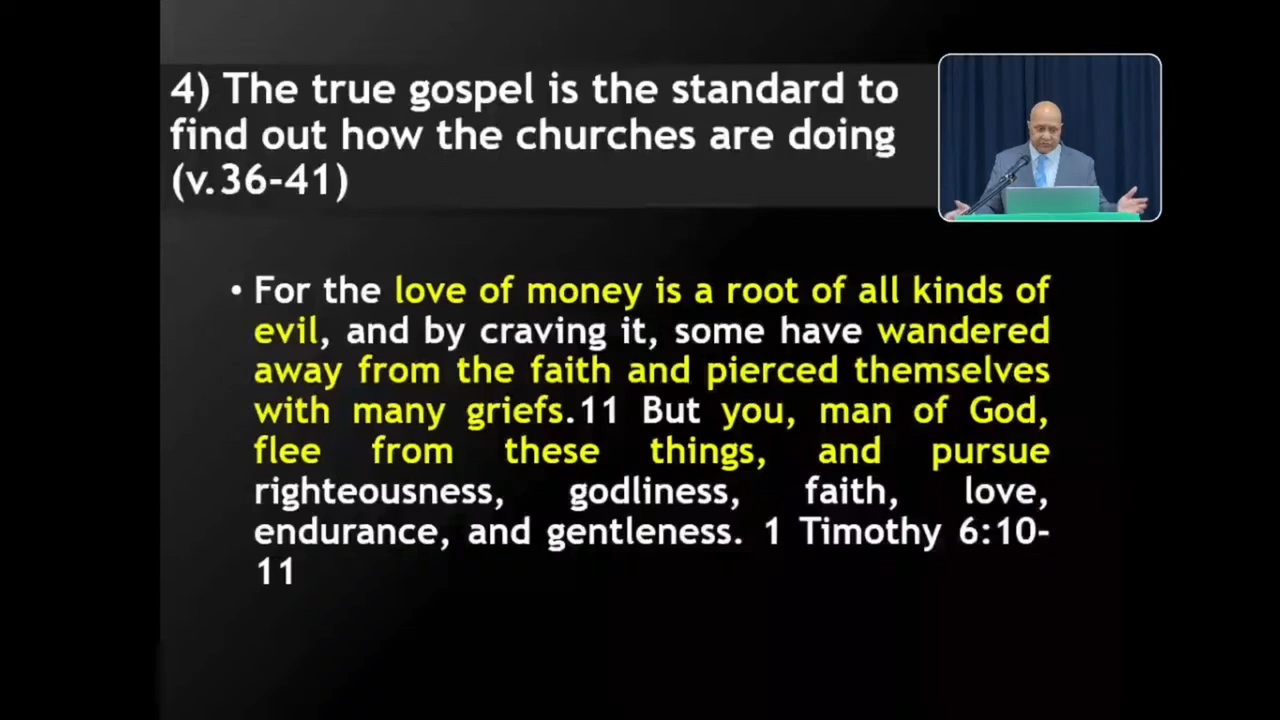 4) The true gospel is the standard to
find out how the churches are doing
(v.36-41)
• For the love of money is a root of all kinds of
evil, and by craving it, some have wandered
away from the faith and pierced themselves
with many griefs.11 But you, man of God,
flee from these things, and pursue
righteousness, godliness, faith, love,
endurance, and gentleness. 1 Timothy 6:10-
11